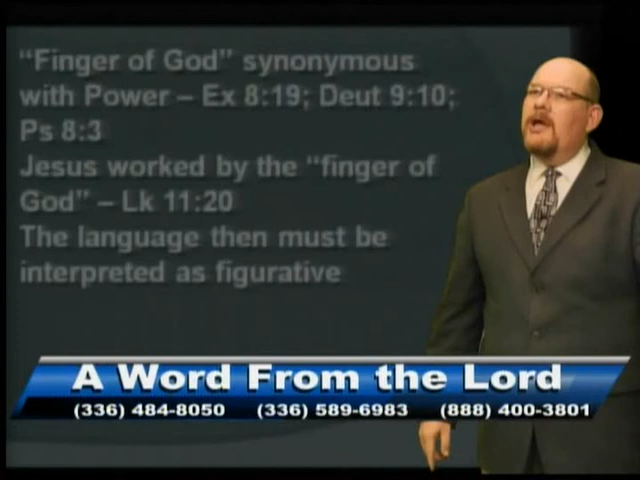 “Finger of God” synonymous
with Power – Ex 8:19; Deut 9:10;
Ps 8:3
Jesus worked by the “finger of
God” – Lk 11:20
The language then must be
interpreted as figurative
A Word From the Lord
(336) 484-8050 (336) 589-6983 (888) 400-3801